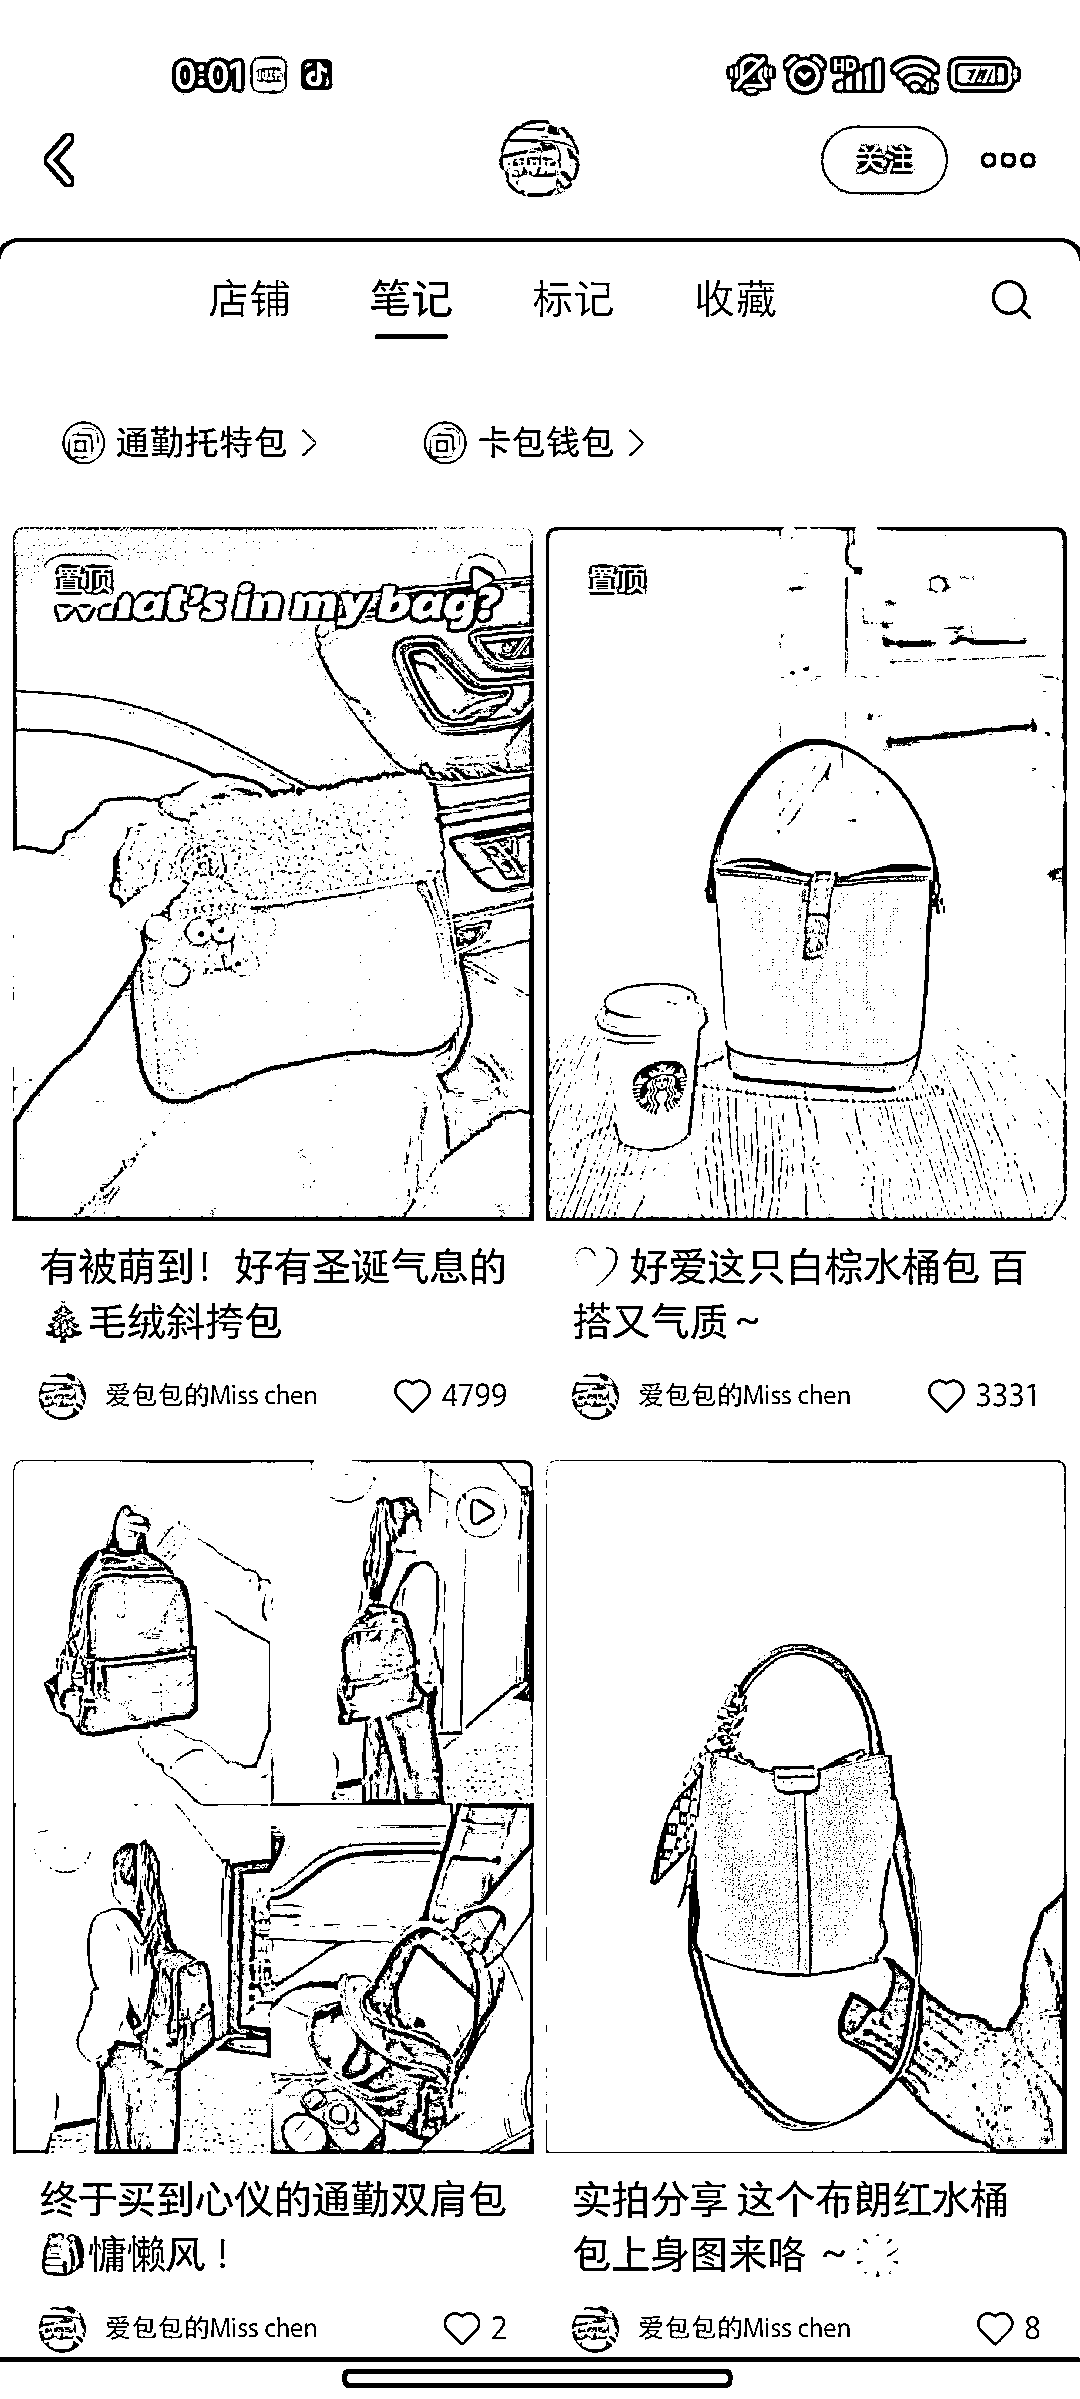 0:01
HD
关注
店铺 笔记 标记 收藏
通勤托特包 卡包钱包
置顶
What's in my bag?
置顶
有被萌到！好有圣诞气息的
毛绒斜挎包
爱包包的Miss chen 4799
好爱这只白棕水桶包 百
搭又气质~
爱包包的Miss chen 3331
终于买到心仪的通勤双肩包
慵懒风！
爱包包的Miss chen 2
实拍分享 这个布朗红水桶
包上身图来咯 ~
爱包包的Miss chen 8